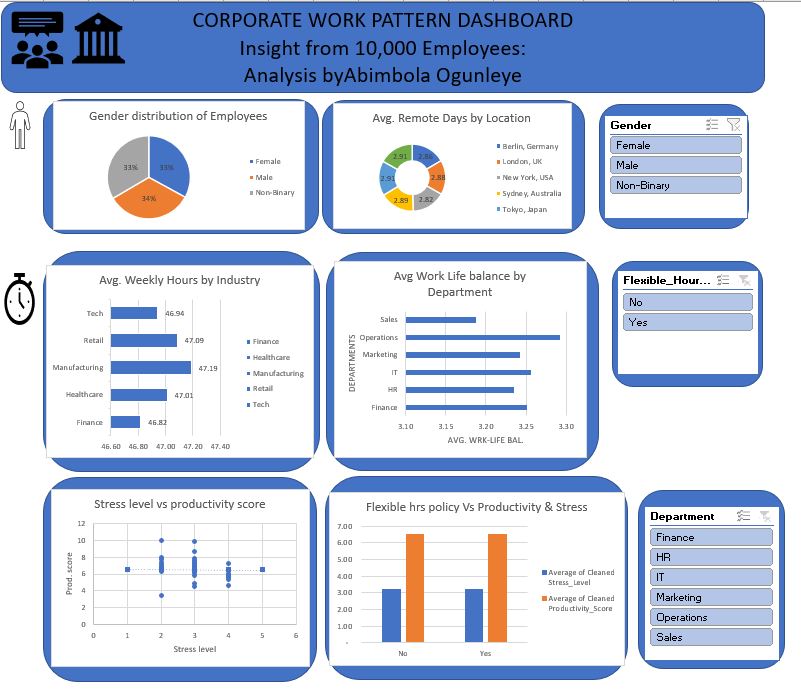 CORPORATE WORK PATTERN DASHBOARD
Insight from 10,000 Employees:
Analysis byAbimbola Ogunleye
Gender distribution of Employees
33%
33%
34%
Female
Male
Non-Binary
Avg. Remote Days by Location
2.91
2.86
2.91
2.88
2.89
2.82
Berlin, Germany
London, UK
New York, USA
Sydney, Australia
Tokyo, Japan
Gender
Female
Male
Non-Binary
Avg. Weekly Hours by Industry
Tech
46.94
Retail
47.09
Manufacturing
47.19
Healthcare
47.01
Finance
46.82
46.60 46.80 47.00 47.20 47.40
Finance
Healthcare
Manufacturing
Retail
Tech
Avg Work Life balance by
Department
DEPARTMENTS
Sales
Operations
Marketing
IT
HR
Finance
3.10 3.15 3.20 3.25 3.30
AVG. WRK-LIFE BAL.
Flexible_Hour...
No
Yes
Stress level vs productivity score
Prod. score
12
10
8
6
4
2
0
0 1 2 3 4 5 6
Stress level
Flexible hrs policy Vs Productivity & Stress
7.00
6.00
5.00
4.00
3.00
2.00
1.00
-
No Yes
Average of Cleaned
Stress_Level
Average of Cleaned
Productivity_Score
Department
Finance
HR
IT
Marketing
Operations
Sales